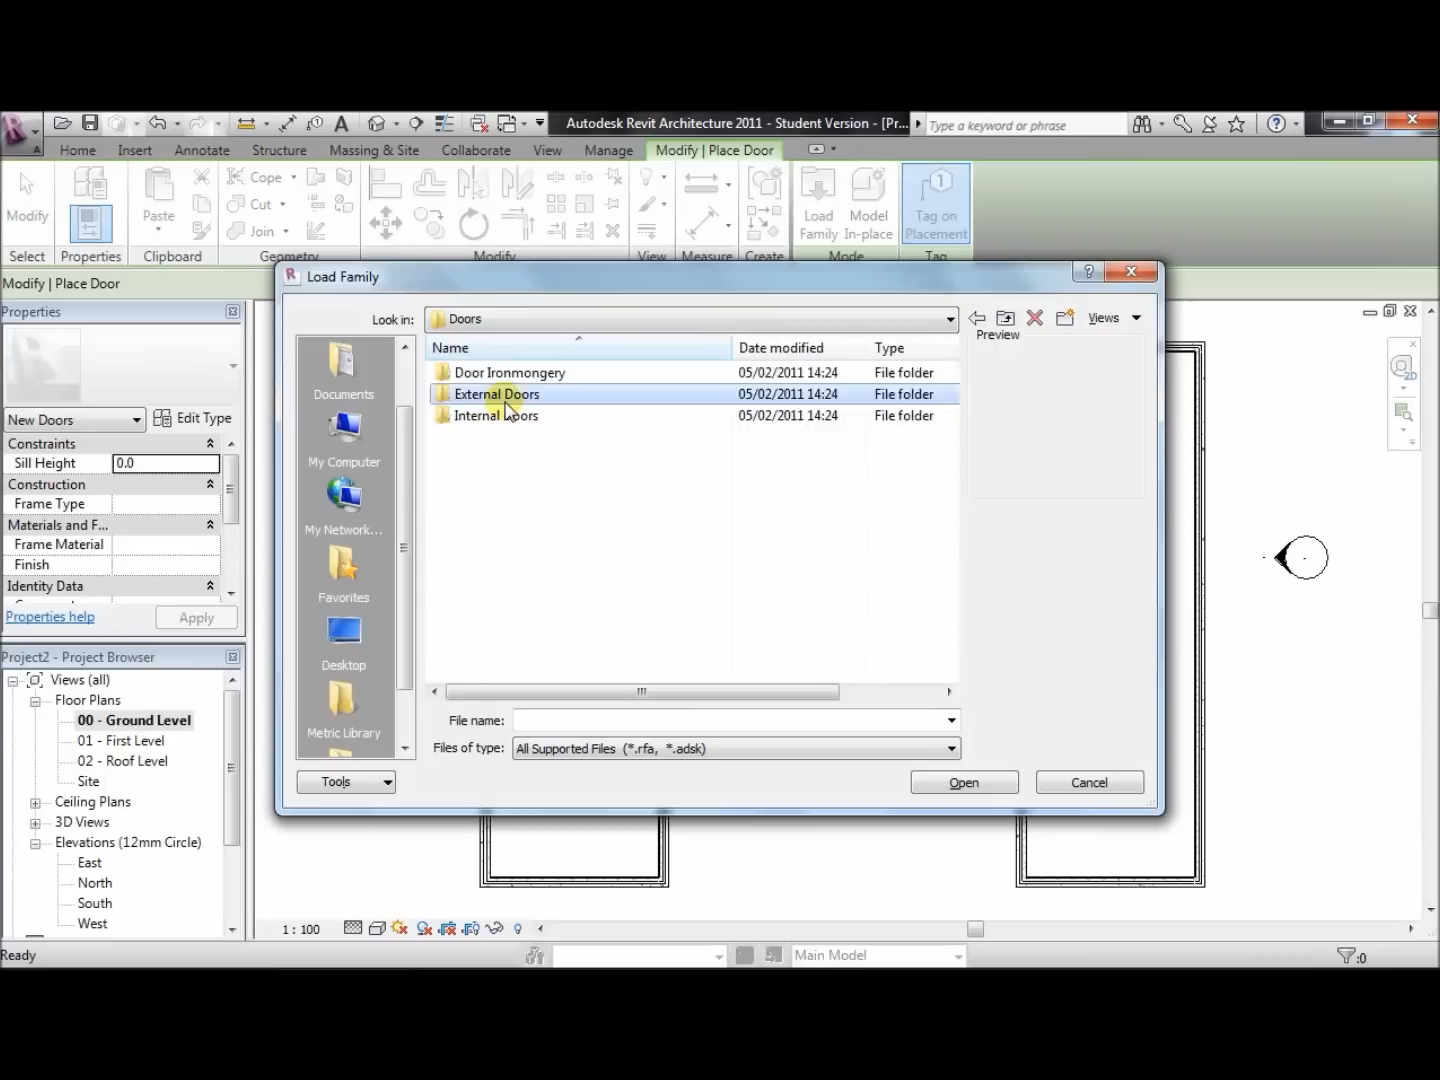 Autodesk Revit Architecture 2011 - Student Version - [Pr...
Type a keyword or phrase
Home Insert Annotate Structure Massing & Site Collaborate View Manage Modify | Place Door
Modify
Paste
Cope
Cut
Join
Load Family
Model In-place
1
Tag on Placement
Select Properties Clipboard Geometry Modify View Measure Create Mode Tag
Modify | Place Door
Properties
New Doors
Edit Type
Constraints
Sill Height 0.0
Construction
Frame Type
Materials and F...
Frame Material
Finish
Identity Data
Properties help
Apply
Project2 - Project Browser
Views (all)
Floor Plans
00 - Ground Level
01 - First Level
02 - Roof Level
Site
Ceiling Plans
3D Views
Elevations (12mm Circle)
East
North
South
West
Load Family
Look in: Doors
Views
Preview
Documents
My Computer
My Network...
Favorites
Desktop
Metric Library
Name Date modified Type
Door Ironmongery 05/02/2011 14:24 File folder
External Doors 05/02/2011 14:24 File folder
Internal Doors 05/02/2011 14:24 File folder
File name:
Files of type: All Supported Files (*.rfa, *.adsk)
Tools
Open
Cancel
2D
1 : 100
Ready
Main Model
:0